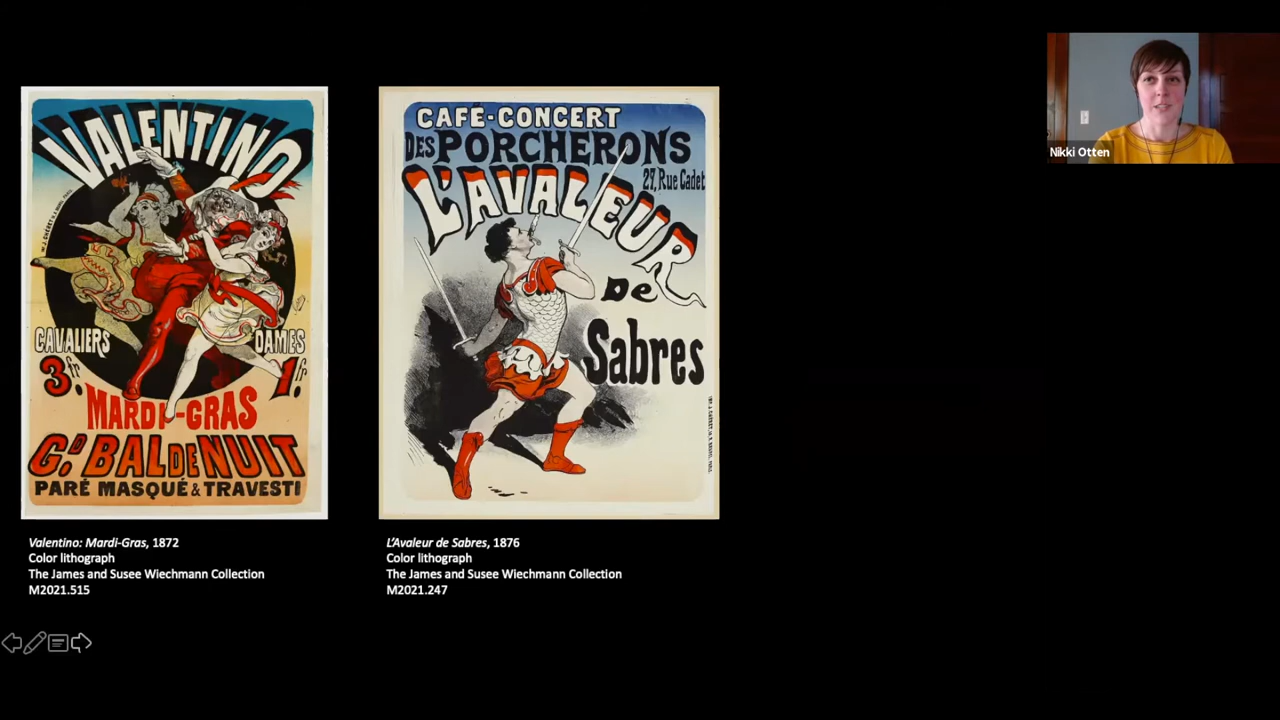 VALENTINO
CAVALIERS
3fr.
DAMES
1fr.
MARDI-GRAS
Gd. BAL DE NUIT
PARÉ MASQUÉ & TRAVESTI
Valentino: Mardi-Gras, 1872
Color lithograph
The James and Susee Wiechmann Collection
M2021.515
CAFÉ-CONCERT
DES PORCHERONS
27, Rue Cadet
L'AVALEUR
De
Sabres
L'Avaleur de Sabres, 1876
Color lithograph
The James and Susee Wiechmann Collection
M2021.247
Nikki Otten